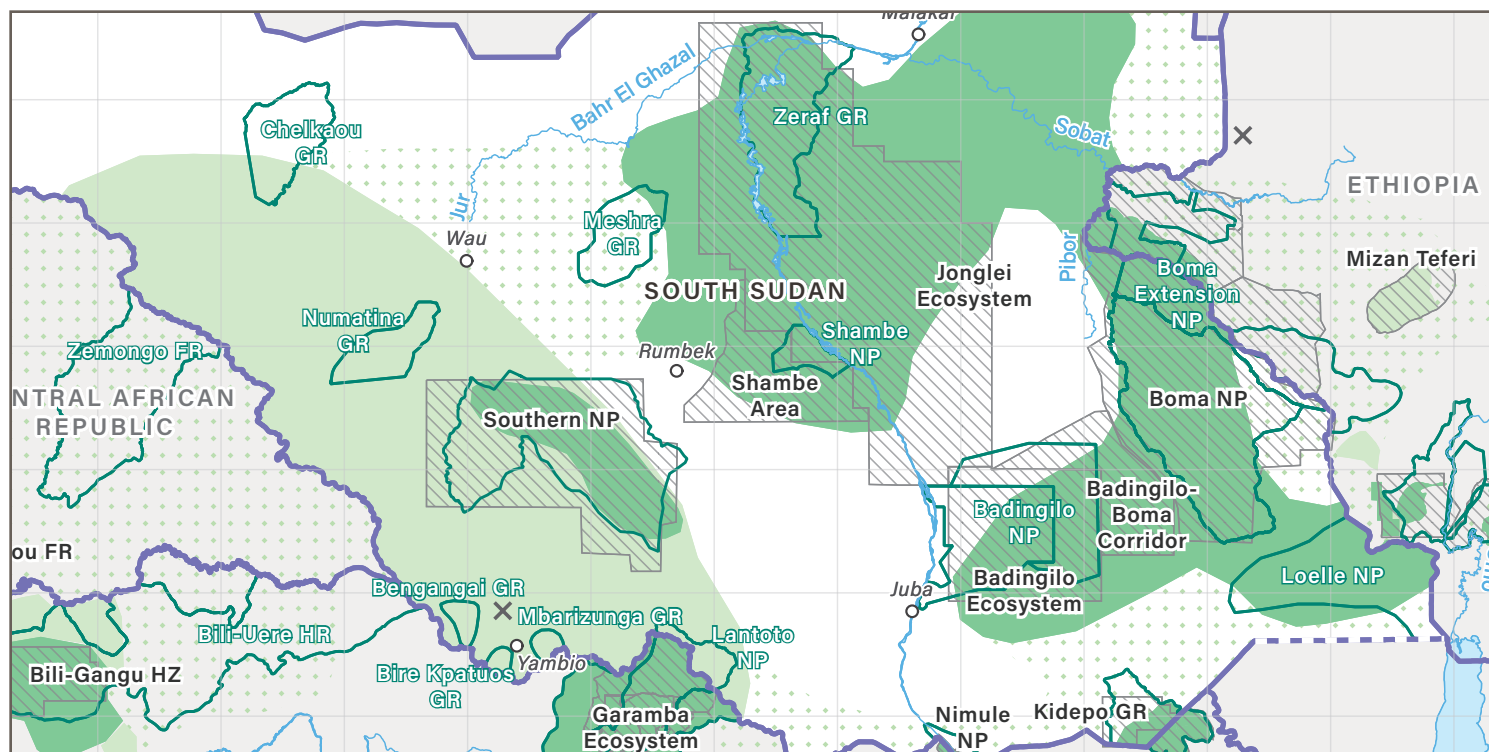 Malakal
Bahr El Ghazal
Zeraf GR
Chelkaou
GR
Sobat
ETHIOPIA
Jur
Wau
Meshra
GR
Pibor
Mizan Teferi
SOUTH SUDAN
Jonglei
Ecosystem
Boma
Extension
NP
Numatina
GR
Shambe
NP
Zemongo FR
Rumbek
Shambe
Area
NTRAL AFRICAN
REPUBLIC
Southern NP
Boma NP
Badingilo
NP
Badingilo-
Boma
Corridor
ou FR
Bengangai GR
Juba
Badingilo
Ecosystem
Loelle NP
Mbarizunga GR
Bili-Uere HR
Lantoto
NP
Yambio
Bili-Gangu HZ
Bire Kpatuos
GR
Garamba
Ecosystem
Nimule
NP
Kidepo GR